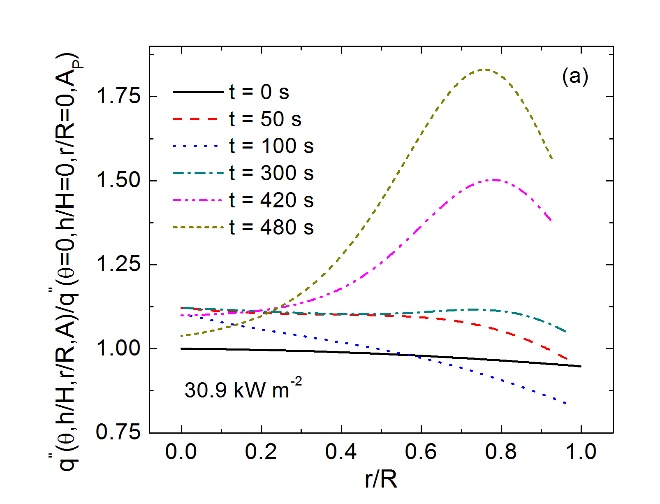 q"(θ,h/H,r/R,A)/q"(θ=0,h/H=0,r/R=0,A_P)
(a)
1.75
1.50
1.25
1.00
0.75
t = 0 s
t = 50 s
t = 100 s
t = 300 s
t = 420 s
t = 480 s
30.9 kW m⁻²
0.0 0.2 0.4 0.6 0.8 1.0
r/R